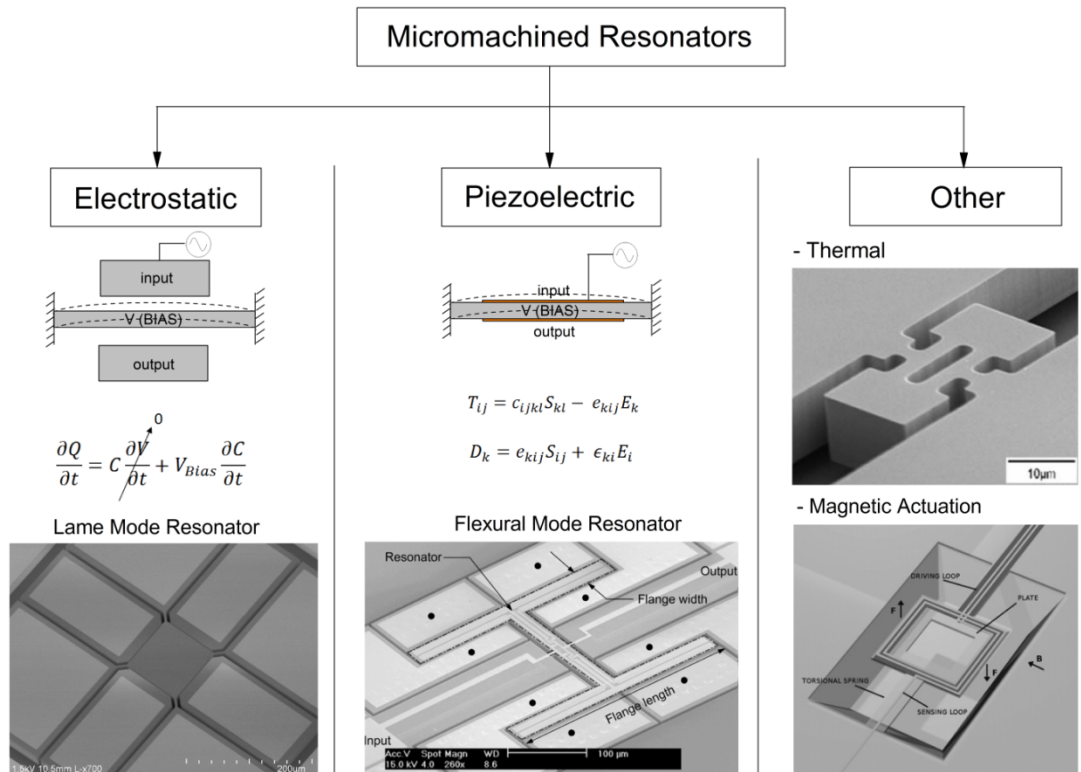 Micromachined Resonators
Electrostatic
input
V (BIAS)
output
0
∂Q/∂t = C ∂V/∂t + V_Bias ∂C/∂t
Lame Mode Resonator
1.5kV 10.5mm L-x700 200um
Piezoelectric
input
V (BIAS)
output
T_ij = c_ijkl S_kl − e_kij E_k
D_k = e_kij S_ij + ϵ_ki E_i
Flexural Mode Resonator
Resonator
Output
Flange width
Flange length
Input
Acc.V Spot Magn WD 100 µm
15.0 kV 4.0 260x 8.6
Other
- Thermal
10µm
- Magnetic Actuation
DRIVING LOOP
PLATE
F
B
F
TORSIONAL SPRING
SENSING LOOP